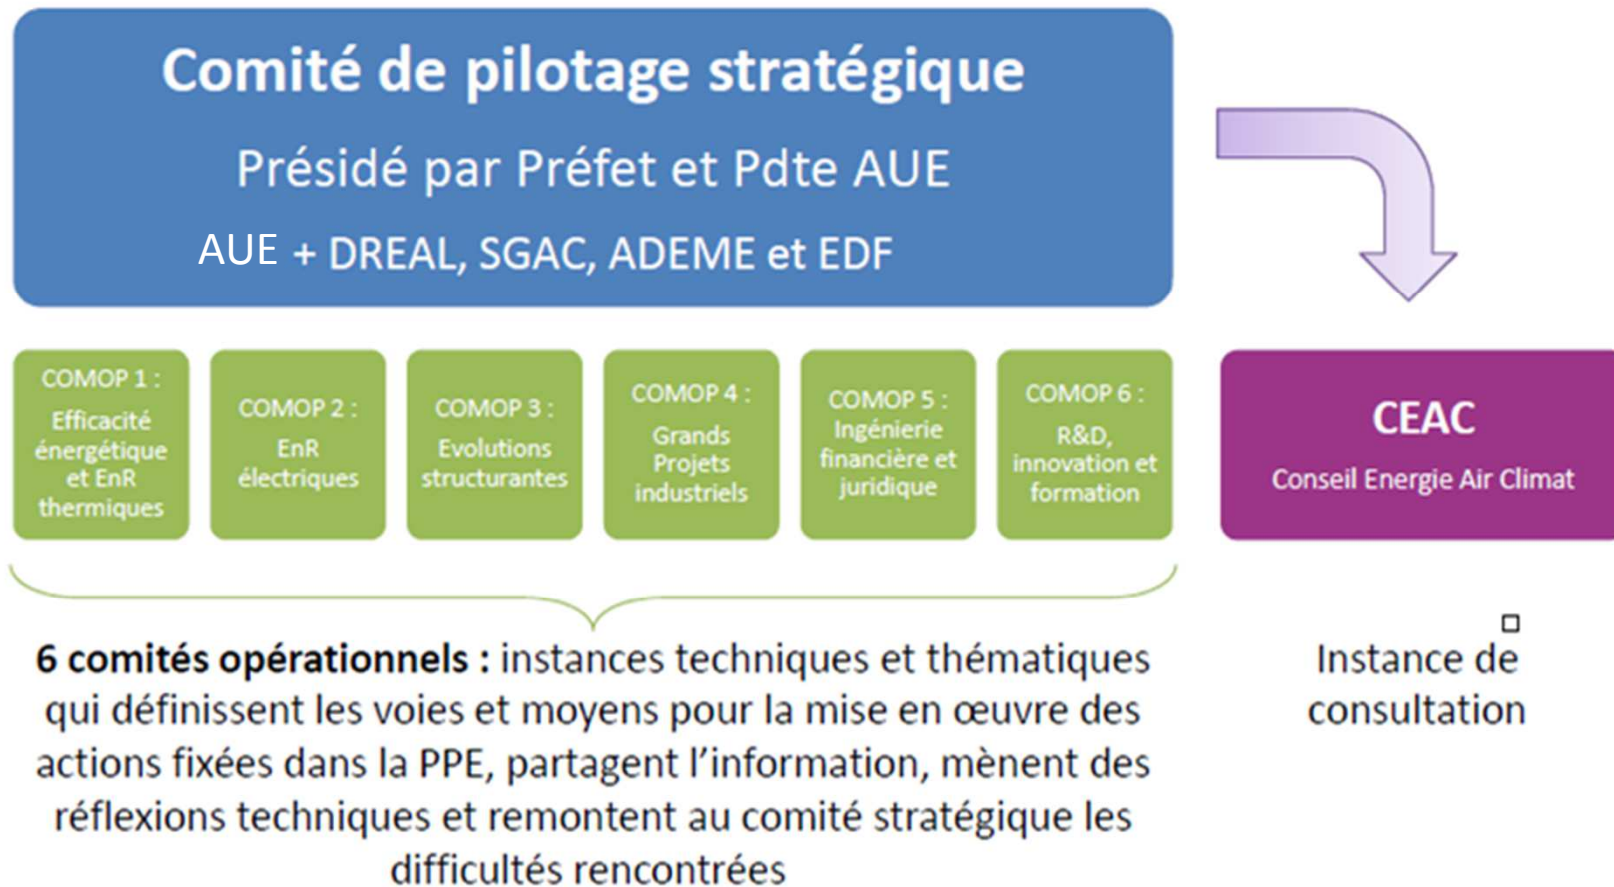 Comité de pilotage stratégique
Présidé par Préfet et Pdte AUE
AUE + DREAL, SGAC, ADEME et EDF
COMOP 1 :
Efficacité
énergétique
et EnR
thermiques
COMOP 2 :
EnR
électriques
COMOP 3 :
Evolutions
structurantes
COMOP 4 :
Grands
Projets
industriels
COMOP 5 :
Ingénierie
financière et
juridique
COMOP 6 :
R&D,
innovation et
formation
CEAC
Conseil Energie Air Climat
6 comités opérationnels : instances techniques et thématiques
qui définissent les voies et moyens pour la mise en œuvre des
actions fixées dans la PPE, partagent l’information, mènent des
réflexions techniques et remontent au comité stratégique les
difficultés rencontrées
Instance de
consultation